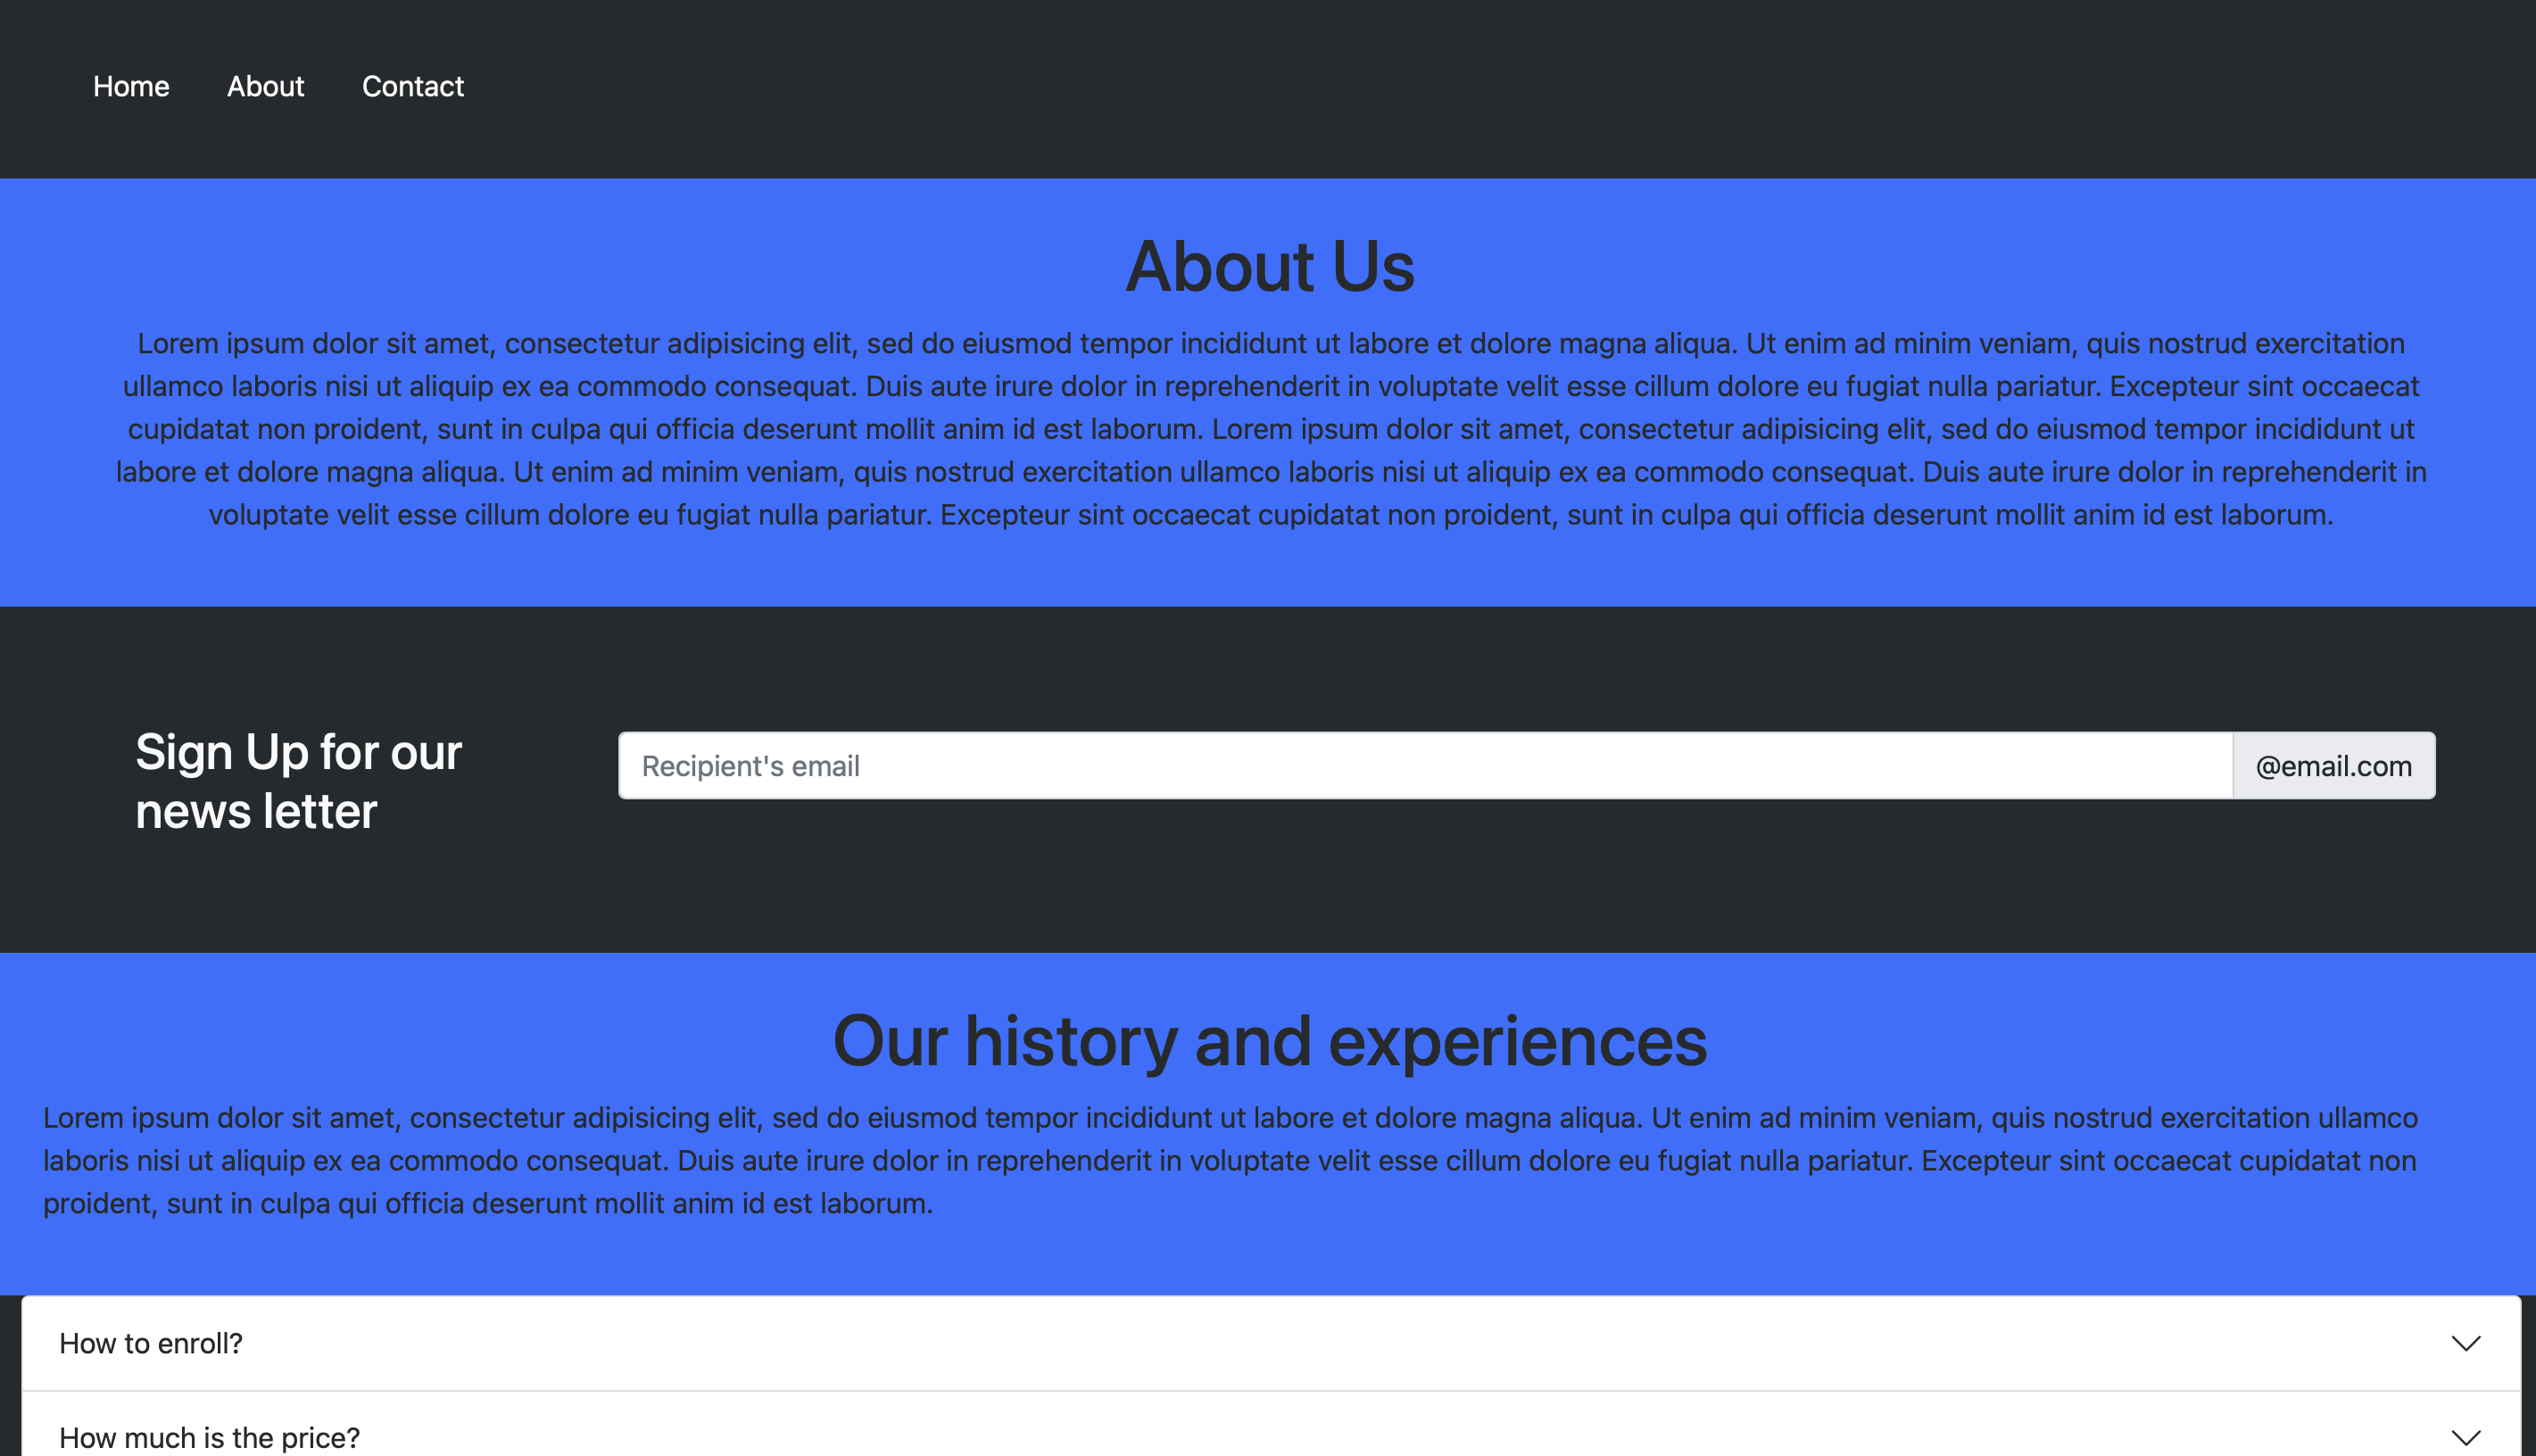 Home About Contact
About Us
Lorem ipsum dolor sit amet, consectetur adipisicing elit, sed do eiusmod tempor incididunt ut labore et dolore magna aliqua. Ut enim ad minim veniam, quis nostrud exercitation
ullamco laboris nisi ut aliquip ex ea commodo consequat. Duis aute irure dolor in reprehenderit in voluptate velit esse cillum dolore eu fugiat nulla pariatur. Excepteur sint occaecat
cupidatat non proident, sunt in culpa qui officia deserunt mollit anim id est laborum. Lorem ipsum dolor sit amet, consectetur adipisicing elit, sed do eiusmod tempor incididunt ut
labore et dolore magna aliqua. Ut enim ad minim veniam, quis nostrud exercitation ullamco laboris nisi ut aliquip ex ea commodo consequat. Duis aute irure dolor in reprehenderit in
voluptate velit esse cillum dolore eu fugiat nulla pariatur. Excepteur sint occaecat cupidatat non proident, sunt in culpa qui officia deserunt mollit anim id est laborum.
Sign Up for our
news letter
Recipient's email @email.com
Our history and experiences
Lorem ipsum dolor sit amet, consectetur adipisicing elit, sed do eiusmod tempor incididunt ut labore et dolore magna aliqua. Ut enim ad minim veniam, quis nostrud exercitation ullamco
laboris nisi ut aliquip ex ea commodo consequat. Duis aute irure dolor in reprehenderit in voluptate velit esse cillum dolore eu fugiat nulla pariatur. Excepteur sint occaecat cupidatat non
proident, sunt in culpa qui officia deserunt mollit anim id est laborum.
How to enroll?
How much is the price?